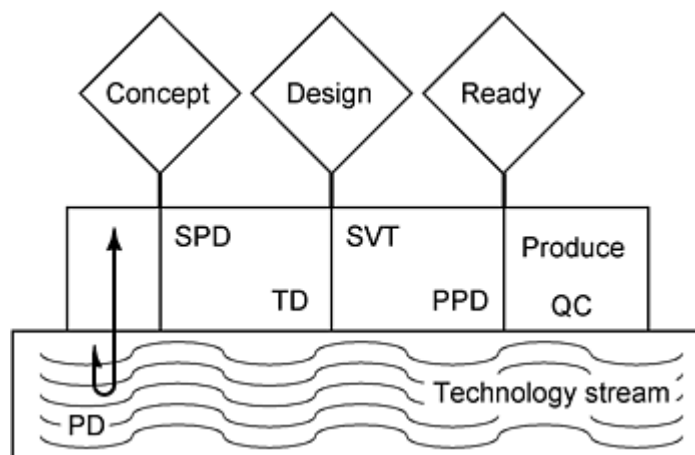 Concept
Design
Ready
SPD
SVT
Produce
TD
PPD
QC
Technology stream
PD